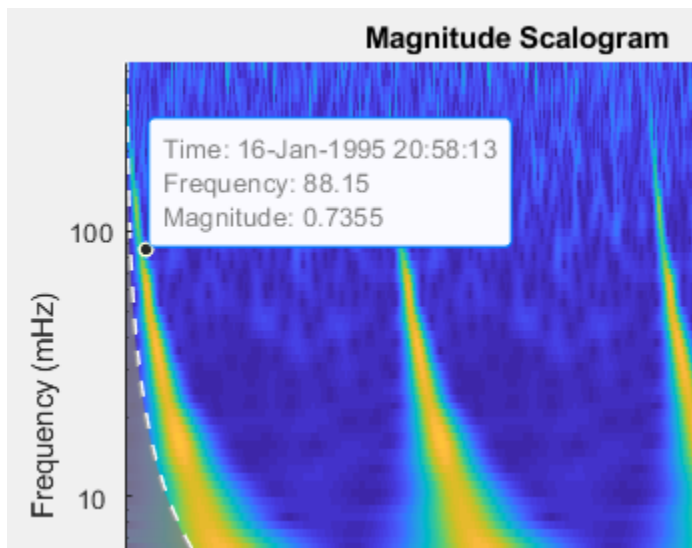 Magnitude Scalogram
Time: 16-Jan-1995 20:58:13
Frequency: 88.15
Magnitude: 0.7355
100
10
Frequency (mHz)